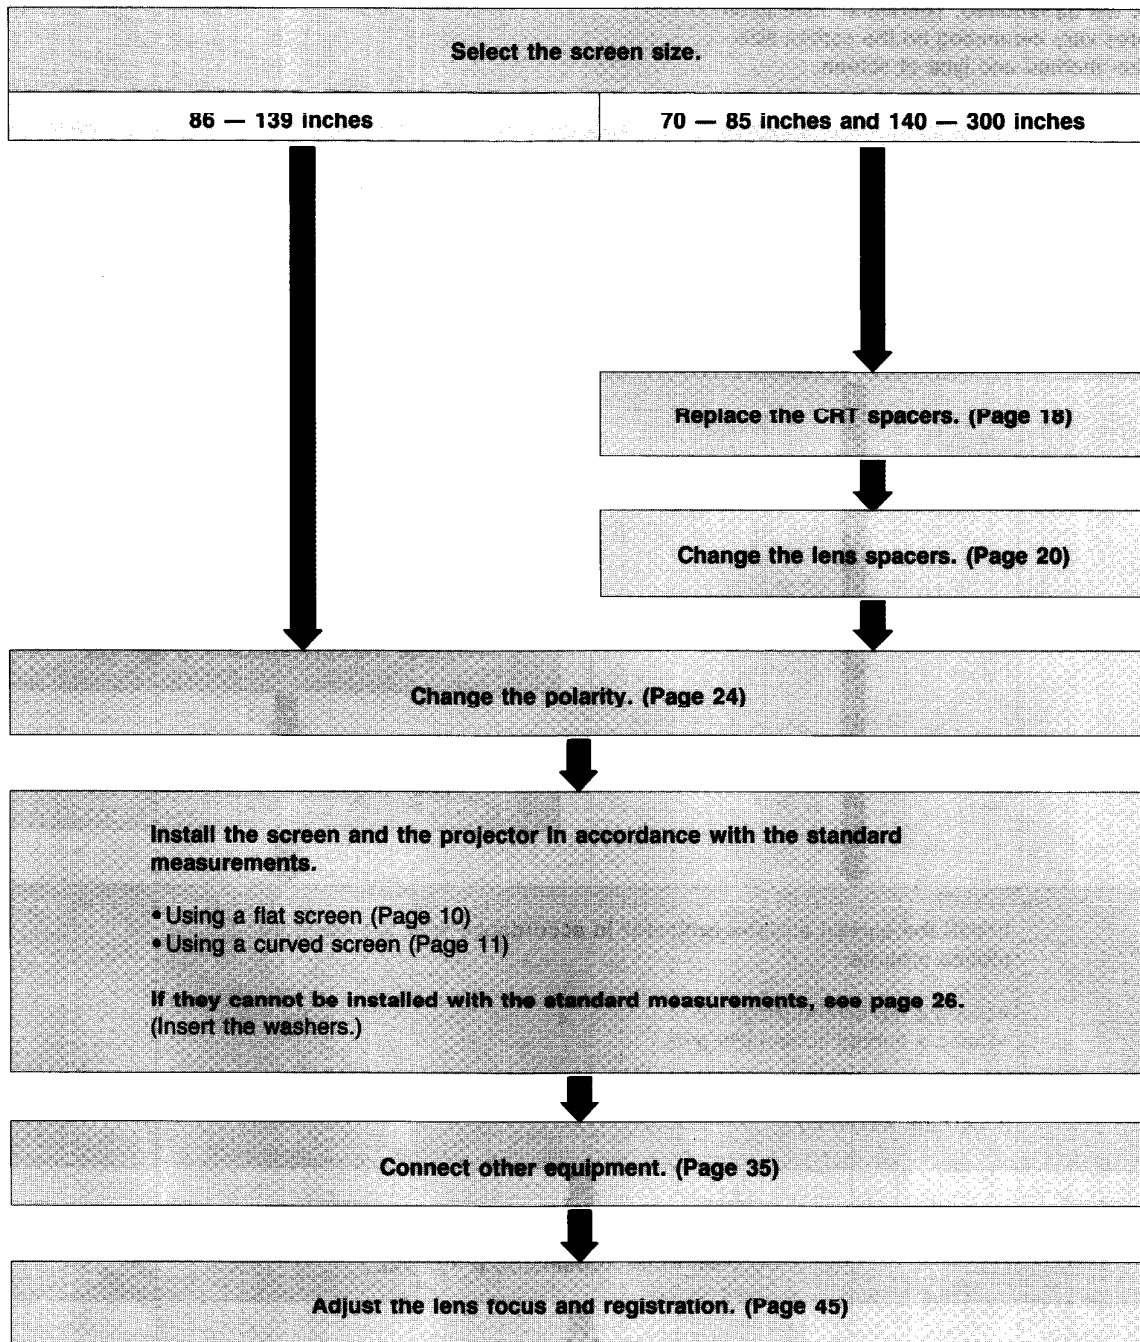 Select the screen size.
86 — 139 inches
70 — 85 inches and 140 — 300 inches
Replace the CRT spacers. (Page 18)
Change the lens spacers. (Page 20)
Change the polarity. (Page 24)
Install the screen and the projector in accordance with the standard
measurements.
• Using a flat screen (Page 10)
• Using a curved screen (Page 11)
If they cannot be installed with the standard measurements, see page 26.
(Insert the washers.)
Connect other equipment. (Page 35)
Adjust the lens focus and registration. (Page 45)